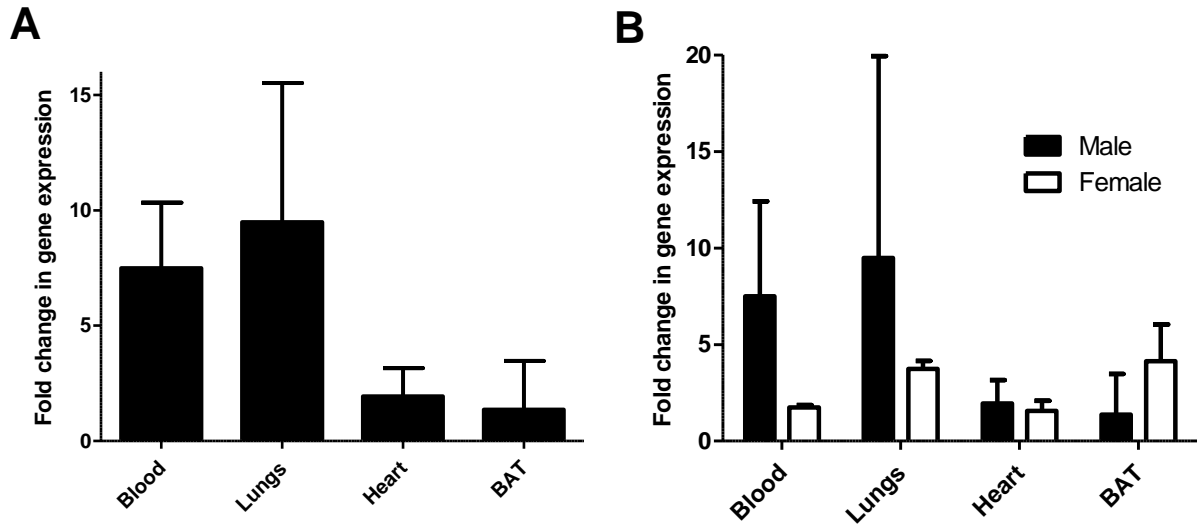 A
Fold change in gene expression
15
10
5
0
Blood
Lungs
Heart
BAT
B
Fold change in gene expression
20
15
10
5
0
Male
Female
Blood
Lungs
Heart
BAT